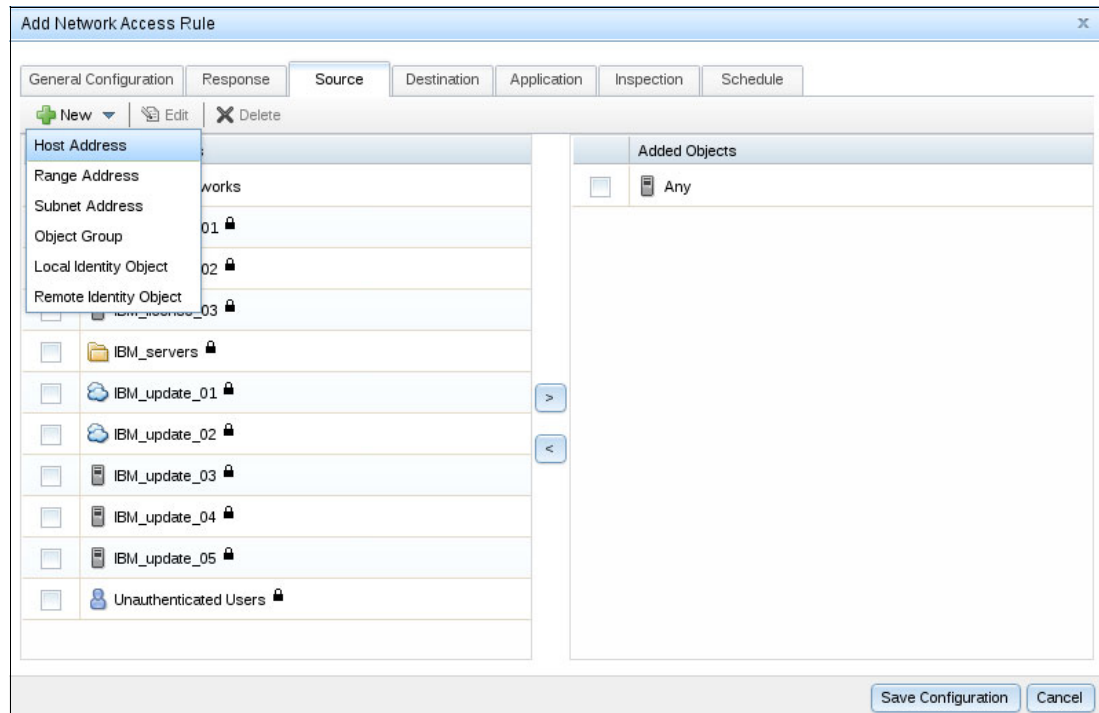 Add Network Access Rule
x
General Configuration Response Source Destination Application Inspection Schedule
New Edit Delete
Host Address
Added Objects
Range Address
works
Any
Subnet Address
01
Object Group
Local Identity Object
02
Remote Identity Object
03
IBM_servers
IBM_update_01
>
IBM_update_02
<
IBM_update_03
IBM_update_04
IBM_update_05
Unauthenticated Users
Save Configuration Cancel